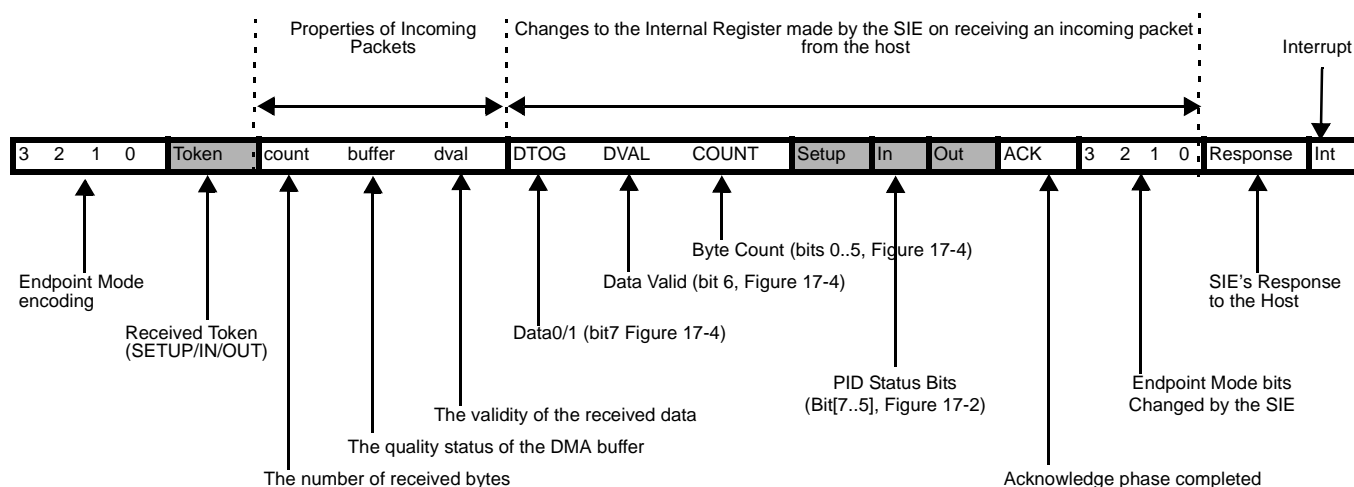 Properties of Incoming
Packets
Changes to the Internal Register made by the SIE on receiving an incoming packet
from the host
Interrupt
3 2 1 0 Token count buffer dval DTOG DVAL COUNT Setup In Out ACK 3 2 1 0 Response Int
Byte Count (bits 0..5, Figure 17-4)
Endpoint Mode
encoding
Data Valid (bit 6, Figure 17-4)
SIE's Response
to the Host
Received Token
(SETUP/IN/OUT)
Data0/1 (bit7 Figure 17-4)
PID Status Bits
(Bit[7..5], Figure 17-2)
Endpoint Mode bits
Changed by the SIE
The validity of the received data
The quality status of the DMA buffer
The number of received bytes
Acknowledge phase completed